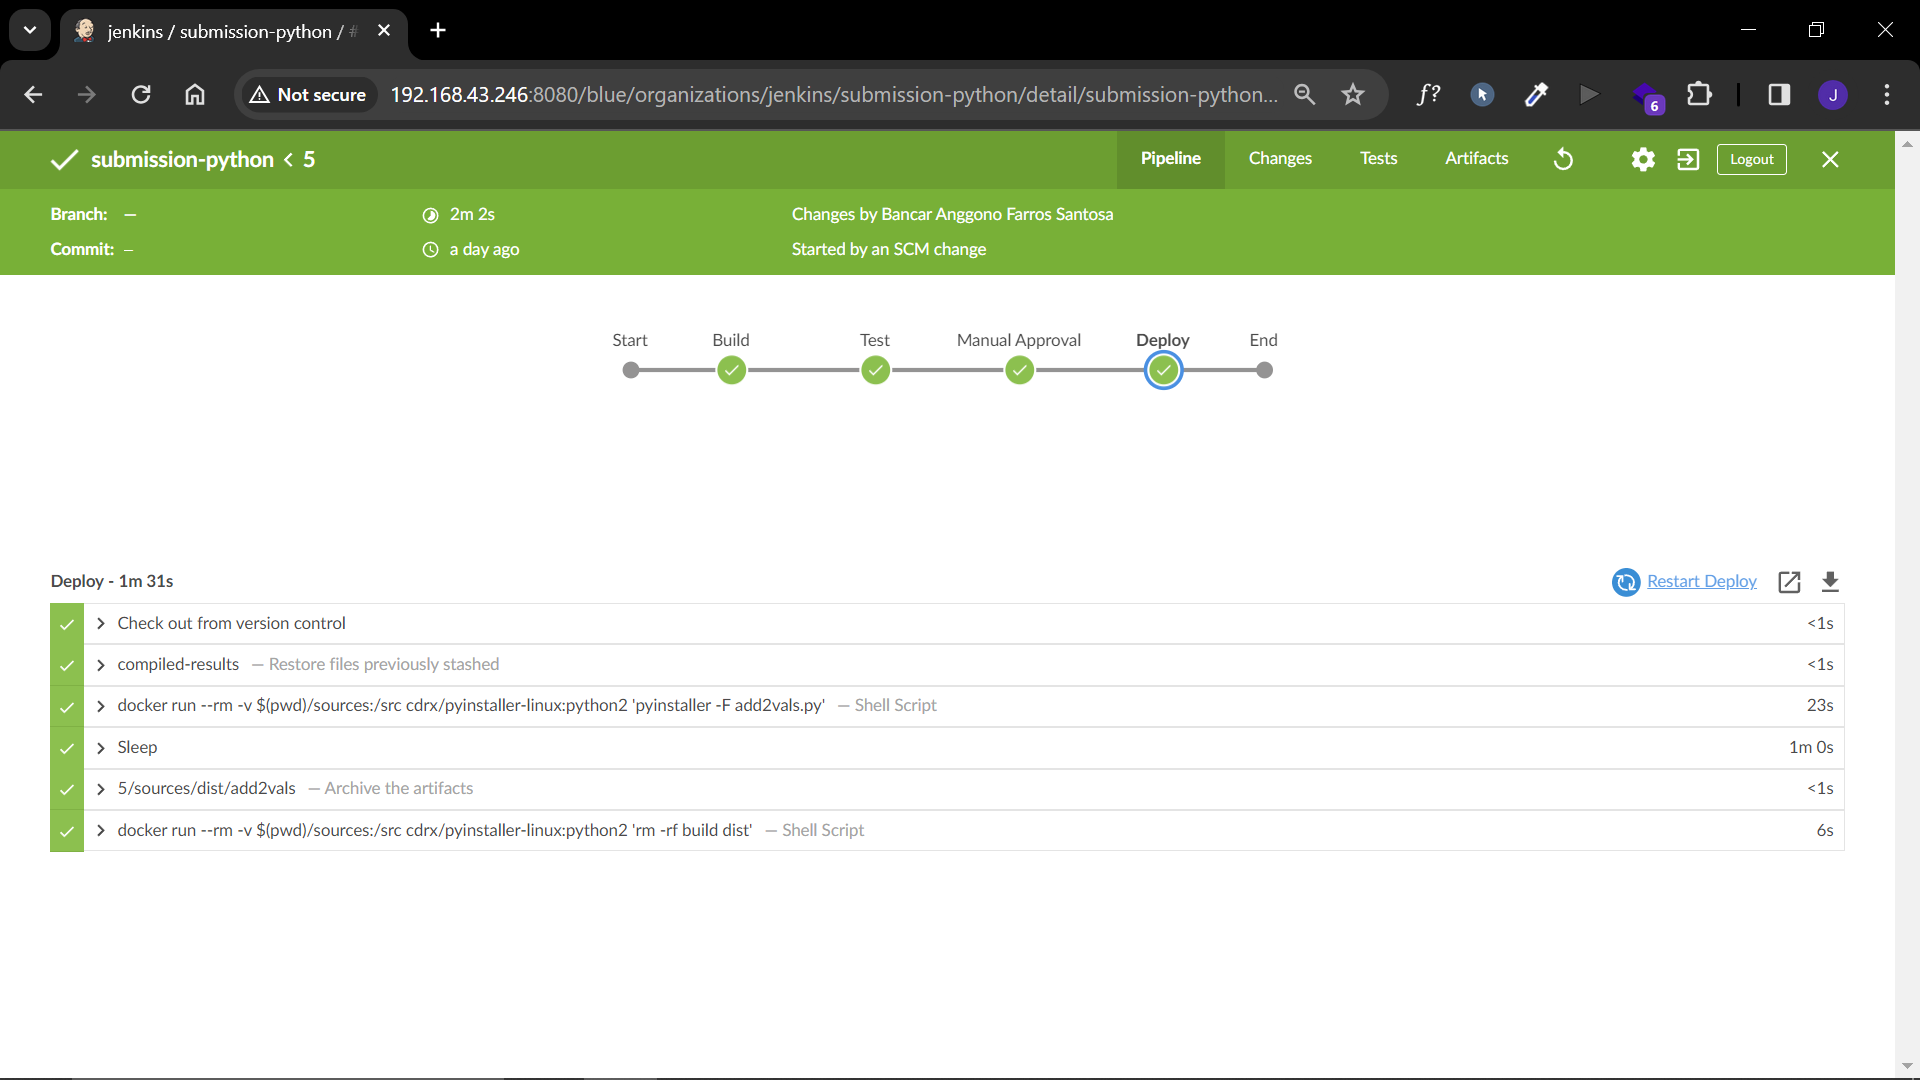 jenkins / submission-python / #
Not secure
192.168.43.246:8080/blue/organizations/jenkins/submission-python/detail/submission-python...
f?
6
J
submission-python < 5
Pipeline
Changes
Tests
Artifacts
Logout
Branch: —
2m 2s
Changes by Bancar Anggono Farros Santosa
Commit: –
a day ago
Started by an SCM change
Start
Build
Test
Manual Approval
Deploy
End
Deploy - 1m 31s
Restart Deploy
Check out from version control
<1s
compiled-results — Restore files previously stashed
<1s
docker run --rm -v $(pwd)/sources:/src cdrx/pyinstaller-linux:python2 'pyinstaller -F add2vals.py' — Shell Script
23s
Sleep
1m 0s
5/sources/dist/add2vals — Archive the artifacts
<1s
docker run --rm -v $(pwd)/sources:/src cdrx/pyinstaller-linux:python2 'rm -rf build dist' — Shell Script
6s